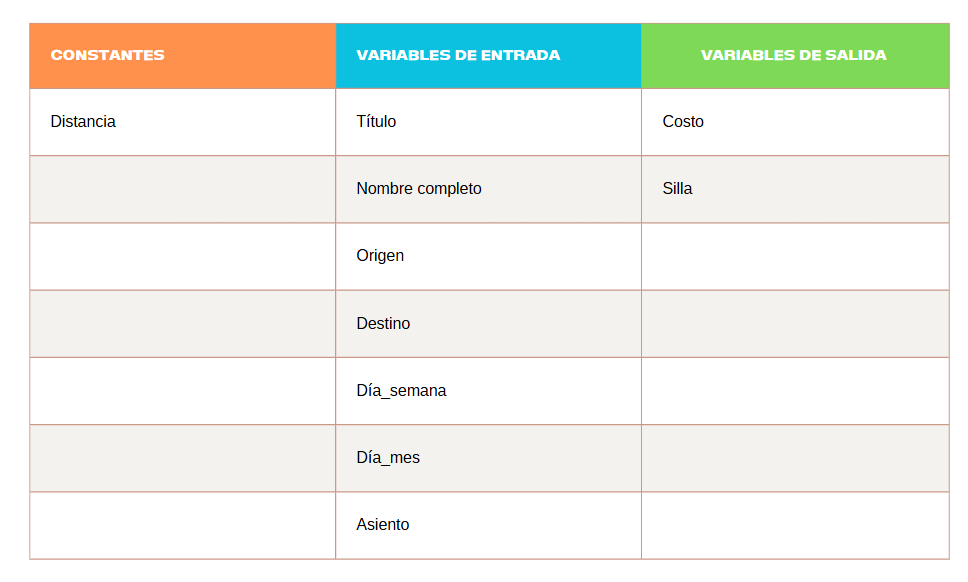 CONSTANTES VARIABLES DE ENTRADA VARIABLES DE SALIDA
Distancia Título Costo
Nombre completo Silla
Origen
Destino
Día_semana
Día_mes
Asiento